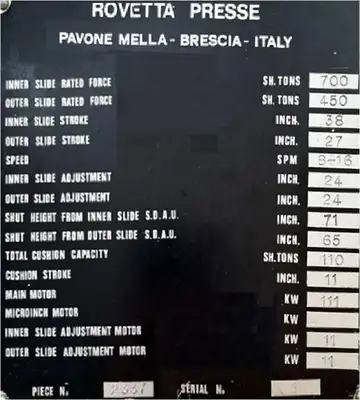 ROVETTA PRESSE
PAVONE MELLA - BRESCIA - ITALY
INNER SLIDE RATED FORCE SH. TONS 700
OUTER SLIDE RATED FORCE SH. TONS 450
INNER SLIDE STROKE INCH. 38
OUTER SLIDE STROKE INCH. 27
SPEED SPM 8-16
INNER SLIDE ADJUSTMENT INCH. 24
OUTER SLIDE ADJUSTMENT INCH. 24
SHUT HEIGHT FROM INNER SLIDE S.D.A.U. INCH. 71
SHUT HEIGHT FROM OUTER SLIDE S.D.A.U. INCH. 65
TOTAL CUSHION CAPACITY SH. TONS 110
CUSHION STROKE INCH. 11
MAIN MOTOR KW 111
MICROINCH MOTOR KW
INNER SLIDE ADJUSTMENT MOTOR KW 11
OUTER SLIDE ADJUSTMENT MOTOR KW 11
PIECE N. SERIAL N.